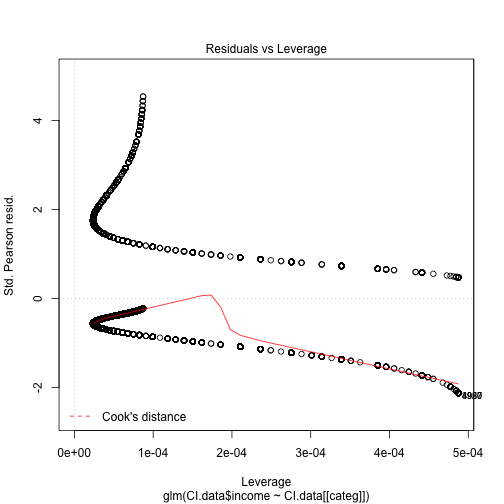 Residuals vs Leverage
Std. Pearson resid.
4
2
0
-2
Cook's distance
0e+00 1e-04 2e-04 3e-04 4e-04 5e-04
Leverage
glm(CI.data$income ~ CI.data[[categ]])